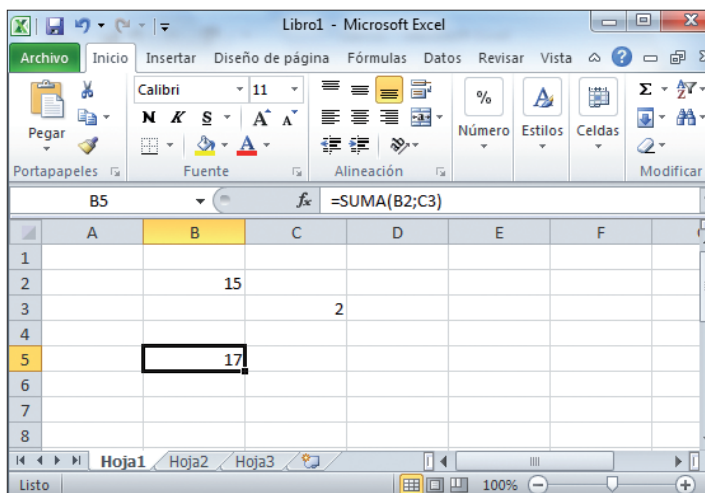 Libro1 - Microsoft Excel
Archivo Inicio Insertar Diseño de página Fórmulas Datos Revisar Vista
Calibri 11
Pegar
N K S
A A
%
A
Σ
Número Estilos Celdas
Portapapeles Fuente Alineación Modificar
B5 fx =SUMA(B2;C3)
A B C D E F
1
2 15
3 2
4
5 17
6
7
8
Hoja1 Hoja2 Hoja3
Listo 100%